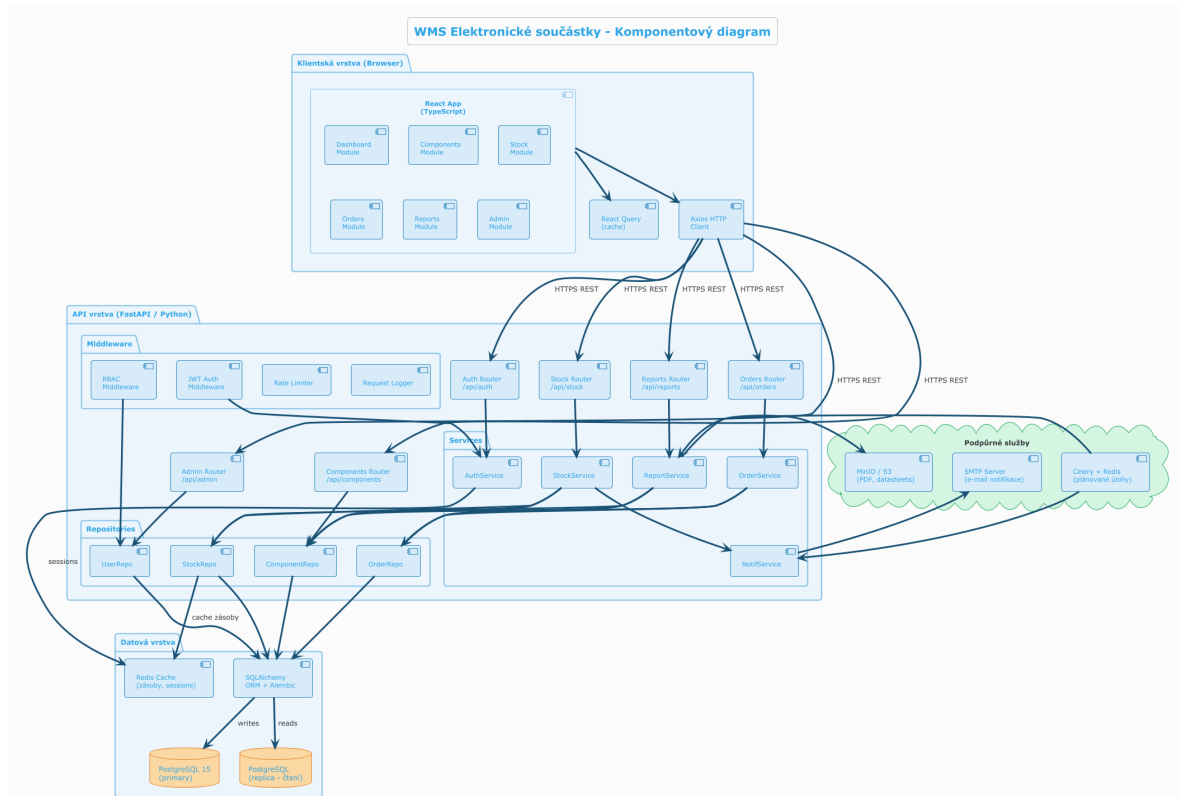 WMS Elektronické součástky - Komponentový diagram
Klientská vrstva (Browser)
React App
(TypeScript)
Dashboard
Module
Components
Module
Stock
Module
Orders
Module
Reports
Module
Admin
Module
React Query
(cache)
Axios HTTP
Client
HTTPS REST
HTTPS REST
HTTPS REST
HTTPS REST
API vrstva (FastAPI / Python)
Middleware
RBAC
Middleware
JWT Auth
Middleware
Rate Limiter
Request Logger
Auth Router
/api/auth
Stock Router
/api/stock
Reports Router
/api/reports
Orders Router
/api/orders
HTTPS REST
HTTPS REST
Admin Router
/api/admin
Components Router
/api/components
Services
AuthService
StockService
ReportService
OrderService
Podpůrné služby
MinIO / S3
(PDF, datasheets)
SMTP Server
(e-mail notifikace)
Celery + Redis
(plánované úlohy)
Repositories
UserRepo
StockRepo
ComponentRepo
OrderRepo
NotifService
sessions
cache zásoby
Datová vrstva
Redis Cache
(zásoby, sessions)
SQLAlchemy
ORM + Alembic
writes
reads
PostgreSQL 15
(primary)
PostgreSQL
(replica - čtení)